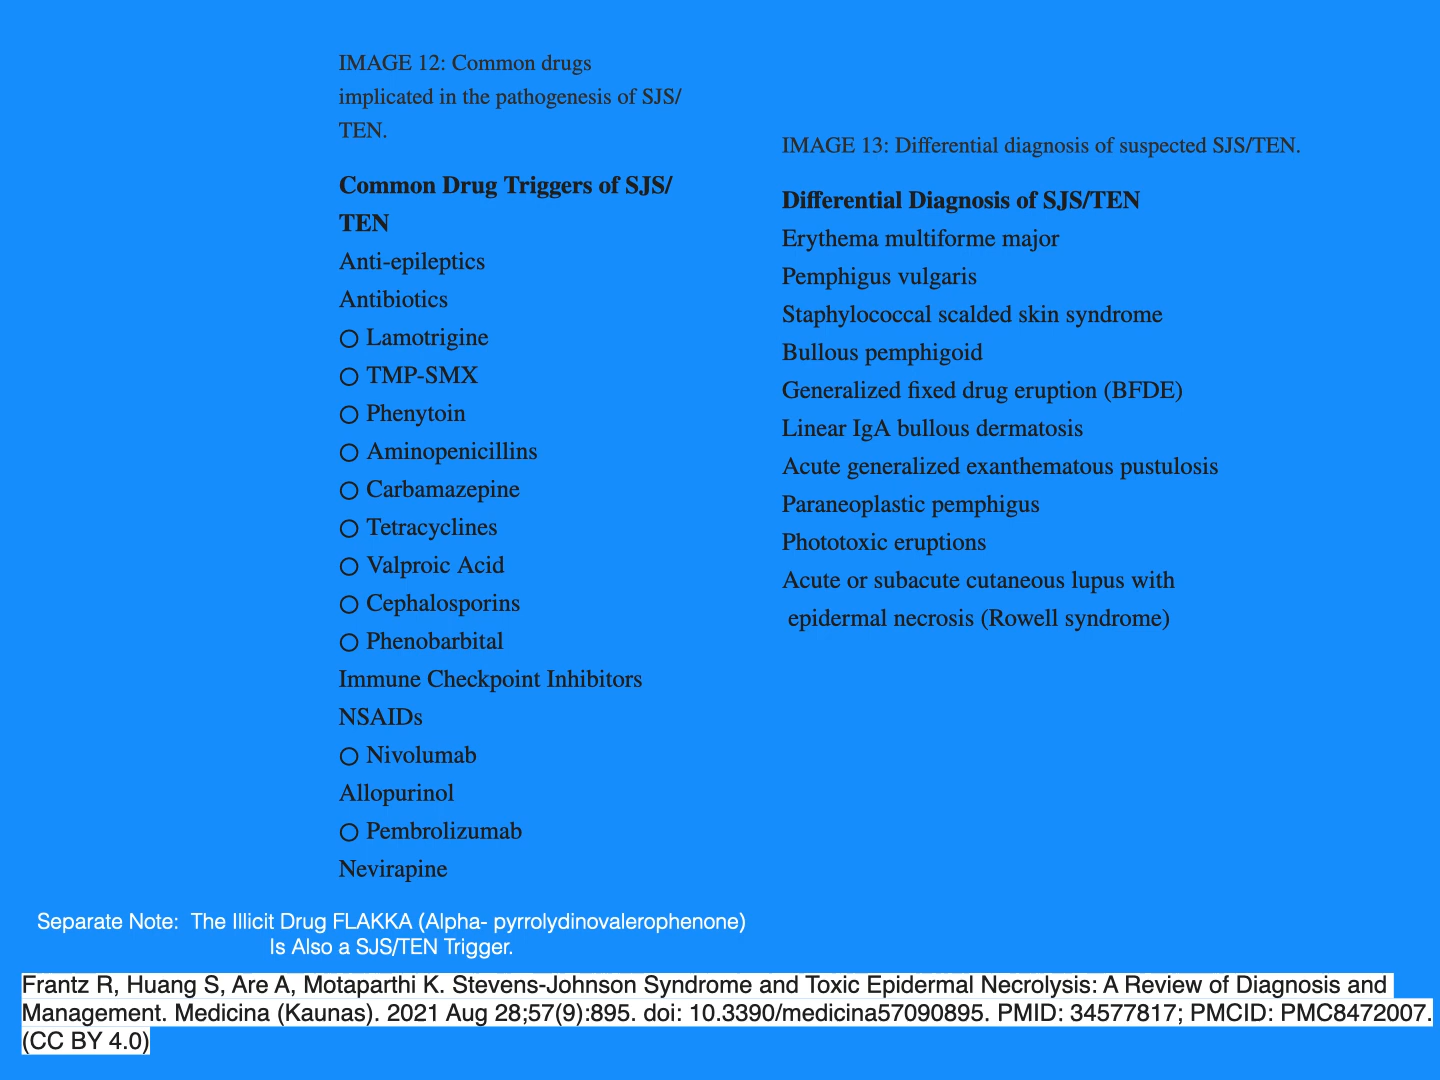 IMAGE 12: Common drugs
implicated in the pathogenesis of SJS/
TEN.
Common Drug Triggers of SJS/
TEN
Anti-epileptics
Antibiotics
○ Lamotrigine
○ TMP-SMX
○ Phenytoin
○ Aminopenicillins
○ Carbamazepine
○ Tetracyclines
○ Valproic Acid
○ Cephalosporins
○ Phenobarbital
Immune Checkpoint Inhibitors
NSAIDs
○ Nivolumab
Allopurinol
○ Pembrolizumab
Nevirapine
IMAGE 13: Differential diagnosis of suspected SJS/TEN.
Differential Diagnosis of SJS/TEN
Erythema multiforme major
Pemphigus vulgaris
Staphylococcal scalded skin syndrome
Bullous pemphigoid
Generalized fixed drug eruption (BFDE)
Linear IgA bullous dermatosis
Acute generalized exanthematous pustulosis
Paraneoplastic pemphigus
Phototoxic eruptions
Acute or subacute cutaneous lupus with
epidermal necrosis (Rowell syndrome)
Separate Note: The Illicit Drug FLAKKA (Alpha- pyrrolydinovalerophenone)
Is Also a SJS/TEN Trigger.
Frantz R, Huang S, Are A, Motaparthi K. Stevens-Johnson Syndrome and Toxic Epidermal Necrolysis: A Review of Diagnosis and
Management. Medicina (Kaunas). 2021 Aug 28;57(9):895. doi: 10.3390/medicina57090895. PMID: 34577817; PMCID: PMC8472007.
(CC BY 4.0)